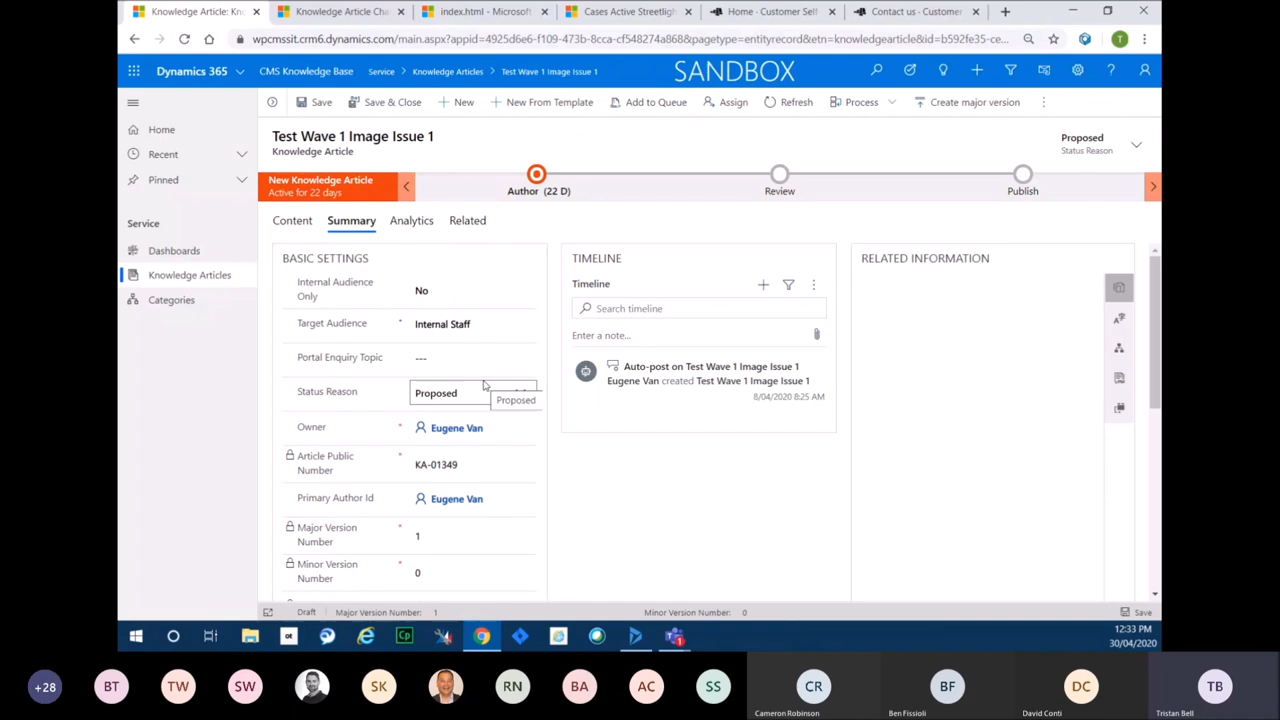 Knowledge Article: Kno
Knowledge Article Cha
index.html - Microsoft
Cases Active Streetligh
Home - Customer Self
Contact us - Customer
wpcmssit.crm6.dynamics.com/main.aspx?appid=4925d6e6-f109-473b-8cca-cf548274a868&pagetype=entityrecord&etn=knowledgearticle&id=b592fe35-ce...
T
Dynamics 365
CMS Knowledge Base
Service
Knowledge Articles
Test Wave 1 Image Issue 1
SANDBOX
Save
Save & Close
New
New From Template
Add to Queue
Assign
Refresh
Process
Create major version
Home
Recent
Pinned
Service
Dashboards
Knowledge Articles
Categories
Test Wave 1 Image Issue 1
Knowledge Article
Proposed
Status Reason
New Knowledge Article
Active for 22 days
Author (22 D)
Review
Publish
Content
Summary
Analytics
Related
BASIC SETTINGS
Internal Audience
Only
No
Target Audience
*
Internal Staff
Portal Enquiry Topic
---
Status Reason
Proposed
Proposed
Owner
*
Eugene Van
Article Public
Number
*
KA-01349
Primary Author Id
Eugene Van
Major Version
Number
*
1
Minor Version
Number
*
0
TIMELINE
Timeline
Search timeline
Enter a note...
Auto-post on Test Wave 1 Image Issue 1
Eugene Van created Test Wave 1 Image Issue 1
8/04/2020 8:25 AM
RELATED INFORMATION
Draft
Major Version Number: 1
Minor Version Number: 0
Save
ot
Cp
1
12:33 PM
30/04/2020
+28
BT
TW
SW
SK
RN
BA
AC
SS
CR
Cameron Robinson
BF
Ben Fissioli
DC
David Conti
TB
Tristan Bell